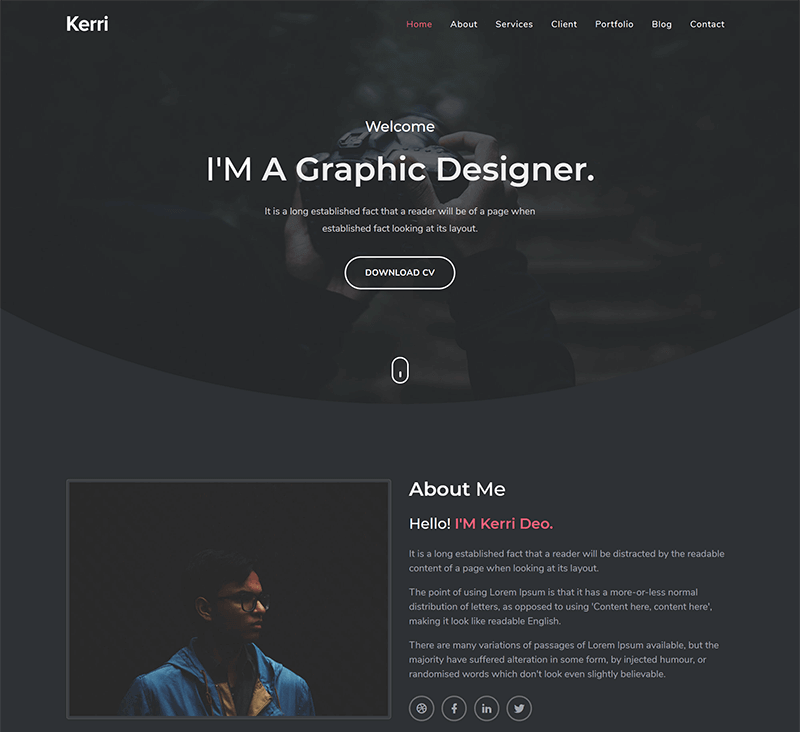 Kerri
Home About Services Client Portfolio Blog Contact
Welcome
I'M A Graphic Designer.
It is a long established fact that a reader will be of a page when
established fact looking at its layout.
DOWNLOAD CV
About Me
Hello! I'M Kerri Deo.
It is a long established fact that a reader will be distracted by the readable
content of a page when looking at its layout.
The point of using Lorem Ipsum is that it has a more-or-less normal
distribution of letters, as opposed to using 'Content here, content here',
making it look like readable English.
There are many variations of passages of Lorem Ipsum available, but the
majority have suffered alteration in some form, by injected humour, or
randomised words which don't look even slightly believable.